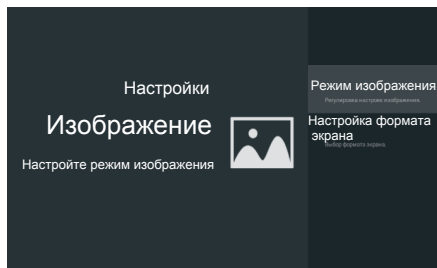 Настройки
Изображение
Настройте режим изображения
Режим изображения
Регулировка настроек изображения.
Настройка формата
экрана
Выбор формата экрана.